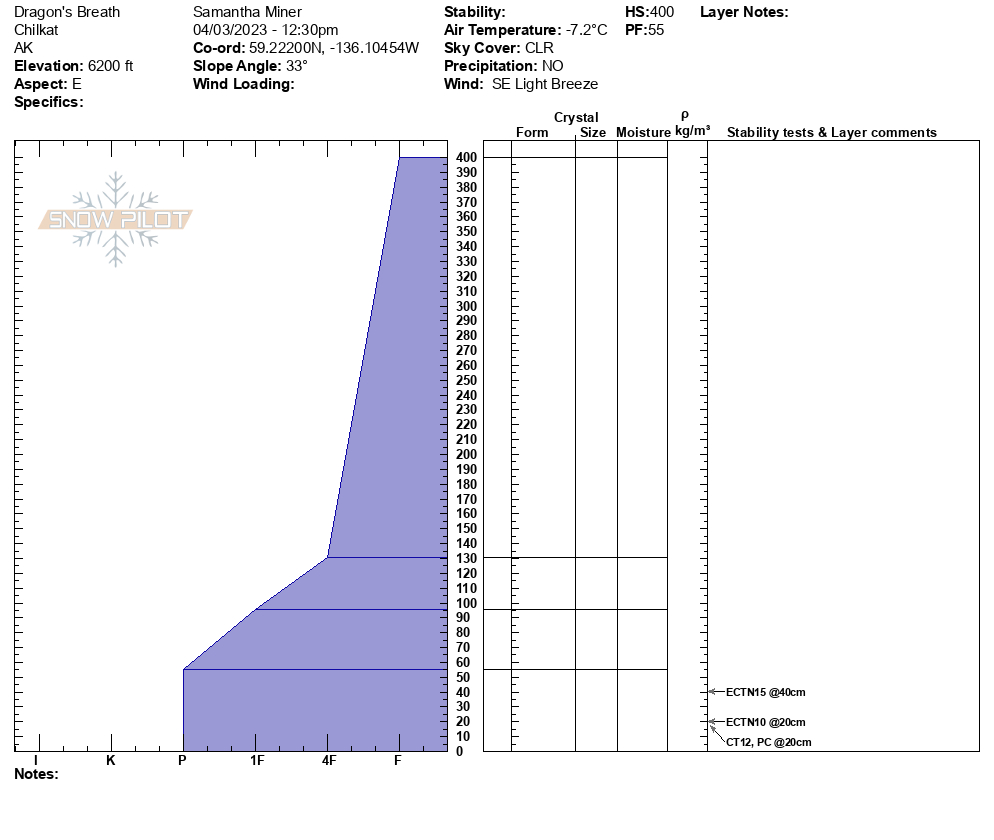 Dragon's Breath
Chilkat
AK
Elevation: 6200 ft
Aspect: E
Specifics:
Samantha Miner
04/03/2023 - 12:30pm
Co-ord: 59.22200N, -136.10454W
Slope Angle: 33°
Wind Loading:
Stability:
Air Temperature: -7.2°C
Sky Cover: CLR
Precipitation: NO
Wind: SE Light Breeze
HS:400
PF:55
Layer Notes:
Crystal
Form Size Moisture
ρ
kg/m³
Stability tests & Layer comments
SNOW PILOT
400
390
380
370
360
350
340
330
320
310
300
290
280
270
260
250
240
230
220
210
200
190
180
170
160
150
140
130
120
110
100
90
80
70
60
50
40
30
20
10
0
ECTN15 @40cm
ECTN10 @20cm
CT12, PC @20cm
I K P 1F 4F F
Notes: